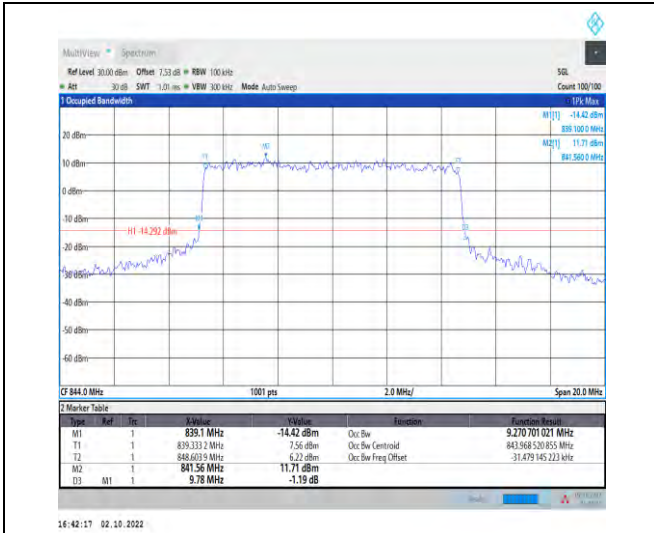 MultiView Spectrum
Ref Level 30.00 dBm Offset 7.53 dB RBW 100 kHz SGL
Att 30 dB SWT 1.01 ms VBW 300 kHz Mode Auto Sweep Count 100/100
1 Occupied Bandwidth 1Pk Max
M1[1] -14.42 dBm
839.100 0 MHz
M2[1] 11.71 dBm
841.560 0 MHz
20 dBm
10 dBm
0 dBm
-10 dBm
H1 -14.292 dBm
-20 dBm
-30 dBm
-40 dBm
-50 dBm
-60 dBm
M2
T1
CF 844.0 MHz 1001 pts 2.0 MHz/ Span 20.0 MHz
2 Marker Table
Type Ref Trc X-Value Y-Value Function Function Result
M1 1 839.1 MHz -14.42 dBm Occ Bw 9.270 701 021 MHz
T1 1 839.333 2 MHz 7.56 dBm Occ Bw Centroid 843.968 520 855 MHz
T2 1 848.603 9 MHz 6.22 dBm Occ Bw Freq Offset -31.479 145 223 kHz
M2 1 841.56 MHz 11.71 dBm
D3 M1 1 9.78 MHz -1.19 dB
16:42:17 02.10.2022